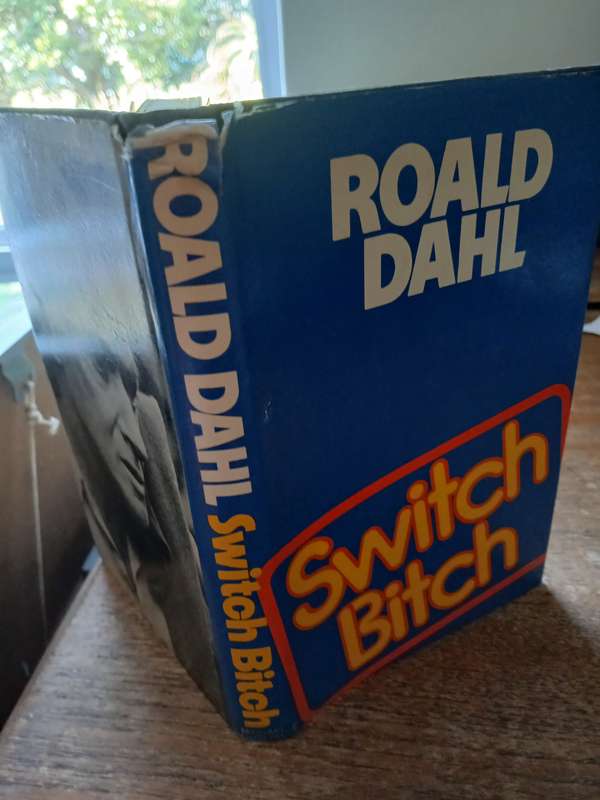 ROALD DAHL Switch Bitch
ROALD
DAHL
Switch
Bitch